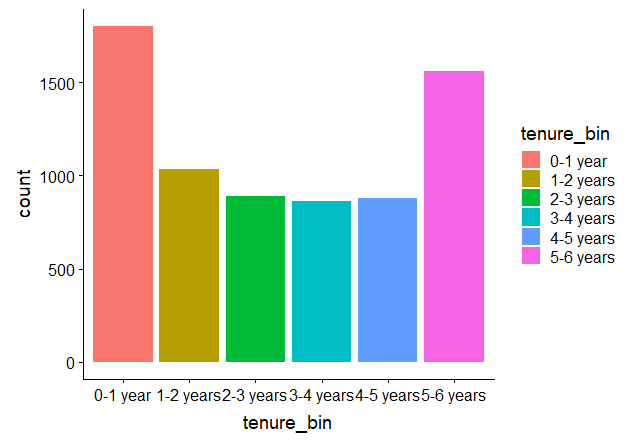 count
1500
1000
500
0
0-1 year 1-2 years 2-3 years 3-4 years 4-5 years 5-6 years
tenure_bin
tenure_bin
0-1 year
1-2 years
2-3 years
3-4 years
4-5 years
5-6 years